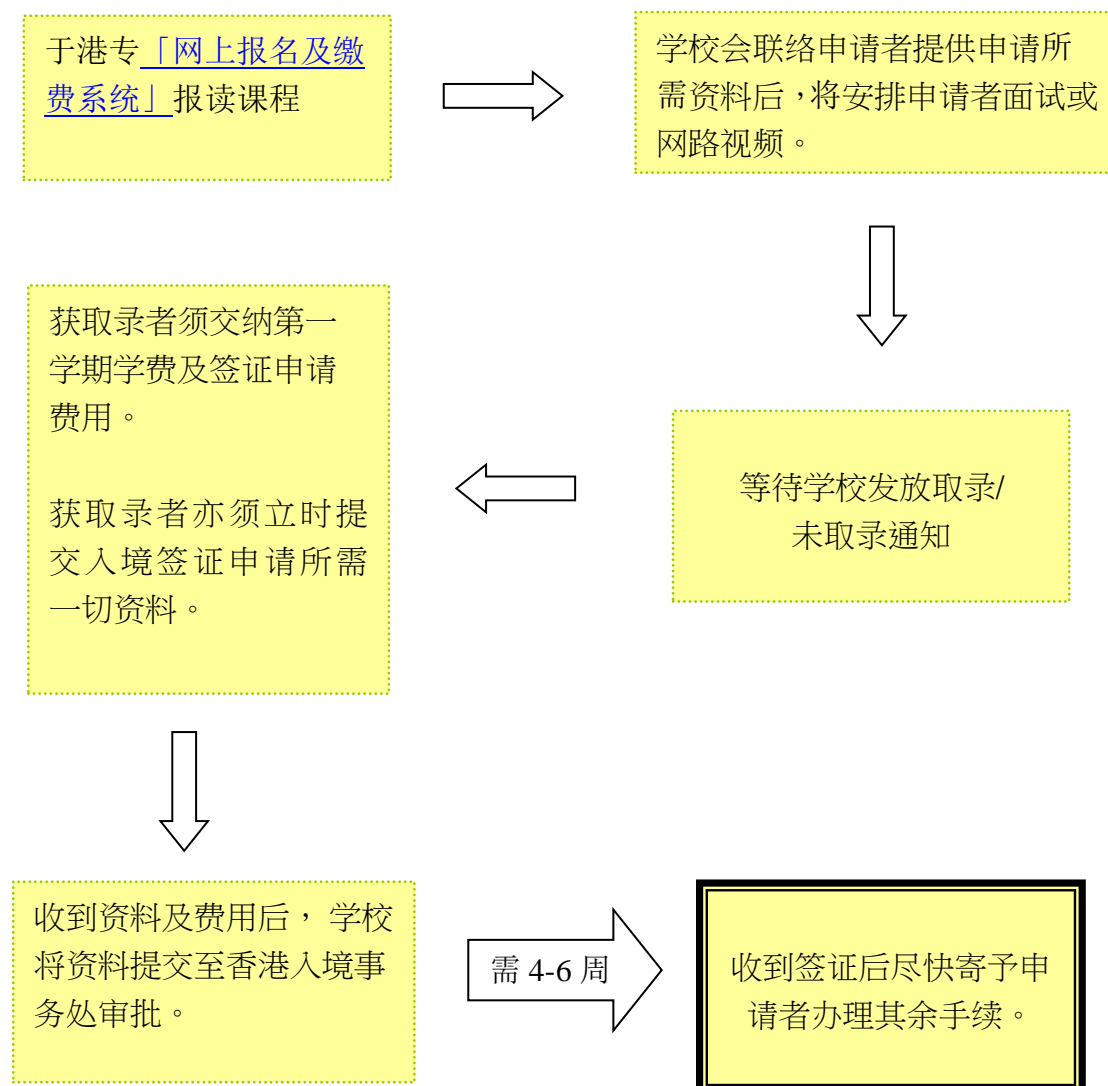 于港专「网上报名及缴
费系统」报读课程
学校会联络申请者提供申请所
需资料后，将安排申请者面试或
网路视频。
等待学校发放取录/
未取录通知
获取录者须交纳第一
学期学费及签证申请
费用。
获取录者亦须立时提
交入境签证申请所需
一切资料。
收到资料及费用后， 学校
将资料提交至香港入境事
务处审批。
需 4-6 周
收到签证后尽快寄予申
请者办理其余手续。